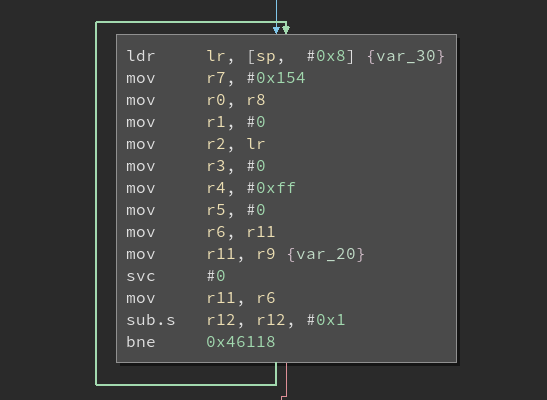 ldr lr, [sp, #0x8] {var_30}
mov r7, #0x154
mov r0, r8
mov r1, #0
mov r2, lr
mov r3, #0
mov r4, #0xff
mov r5, #0
mov r6, r11
mov r11, r9 {var_20}
svc #0
mov r11, r6
sub.s r12, r12, #0x1
bne 0x46118